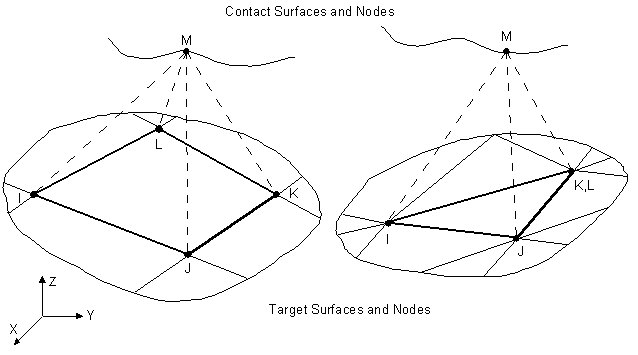 Contact Surfaces and Nodes
M
M
L
I
K
K,L
I
J
J
Z
Y
X
Target Surfaces and Nodes